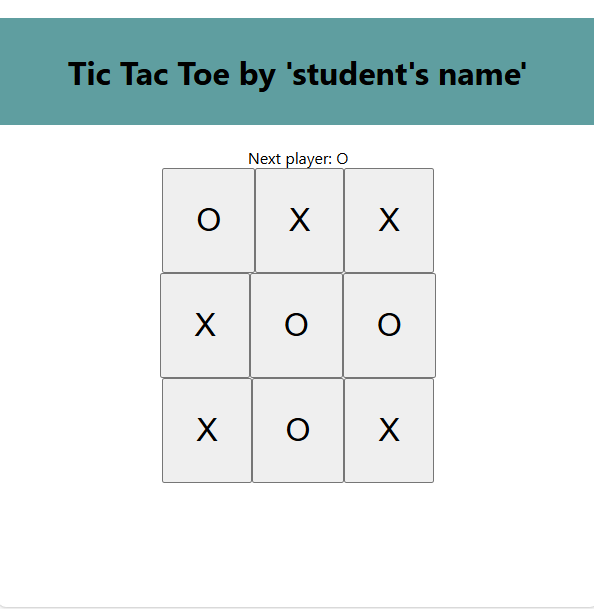 Tic Tac Toe by 'student's name'
Next player: O
O X X
X O O
X O X